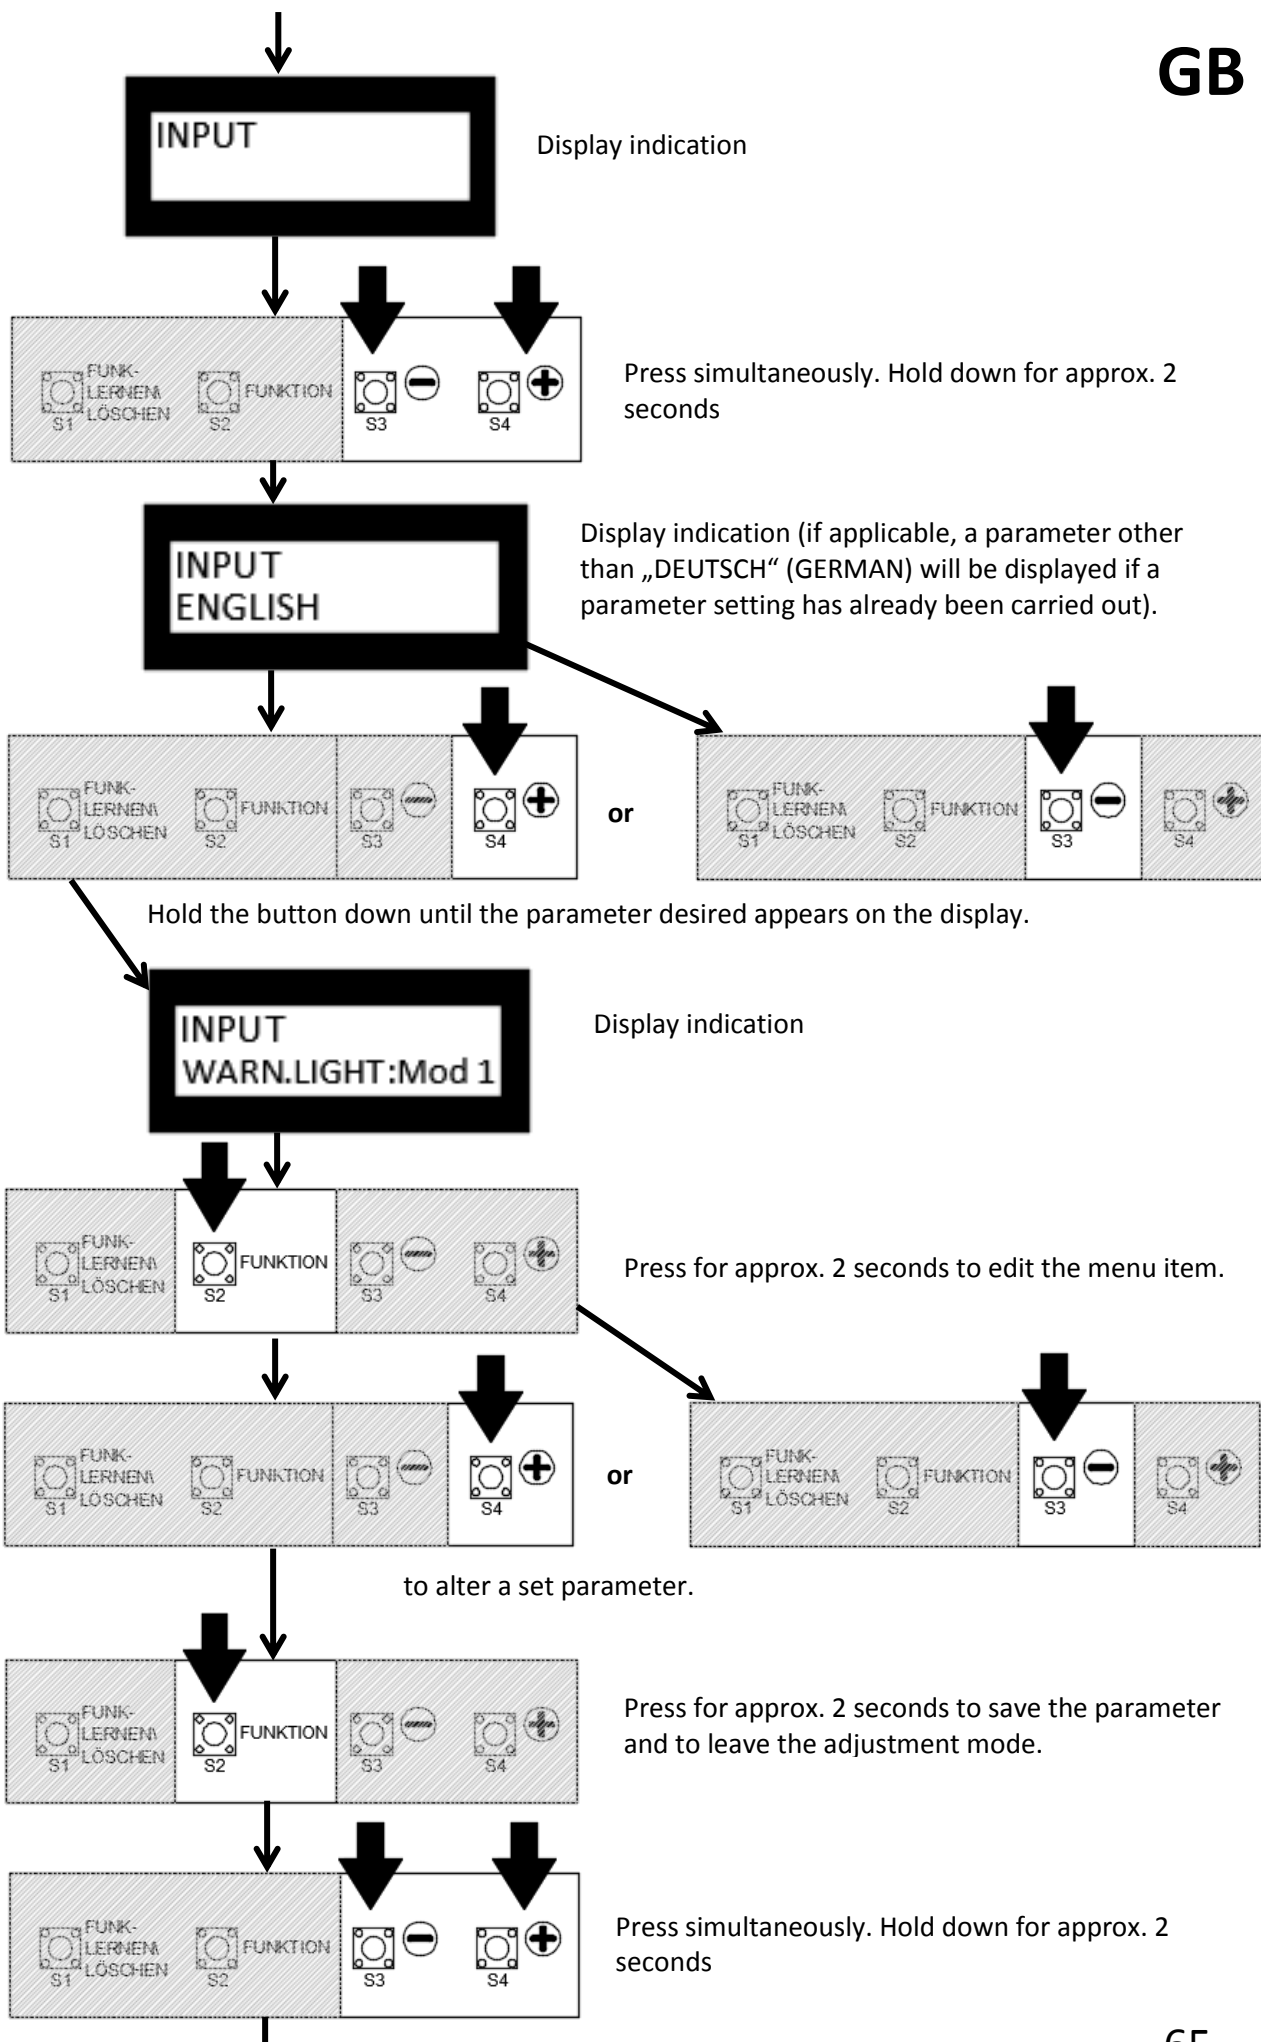 GB
INPUT
Display indication
FUNK-
LERNEN\
LÖSCHEN
S1
FUNKTION
S2
S3
S4
Press simultaneously. Hold down for approx. 2
seconds
INPUT
ENGLISH
Display indication (if applicable, a parameter other
than „DEUTSCH“ (GERMAN) will be displayed if a
parameter setting has already been carried out).
FUNK-
LERNEN\
LÖSCHEN
S1
FUNKTION
S2
S3
S4
or
FUNK-
LERNEN\
LÖSCHEN
S1
FUNKTION
S2
S3
S4
Hold the button down until the parameter desired appears on the display.
INPUT
WARN.LIGHT:Mod 1
Display indication
FUNK-
LERNEN\
LÖSCHEN
S1
FUNKTION
S2
S3
S4
Press for approx. 2 seconds to edit the menu item.
FUNK-
LERNEN\
LÖSCHEN
S1
FUNKTION
S2
S3
S4
or
FUNK-
LERNEN\
LÖSCHEN
S1
FUNKTION
S2
S3
S4
to alter a set parameter.
FUNK-
LERNEN\
LÖSCHEN
S1
FUNKTION
S2
S3
S4
Press for approx. 2 seconds to save the parameter
and to leave the adjustment mode.
FUNK-
LERNEN\
LÖSCHEN
S1
FUNKTION
S2
S3
S4
Press simultaneously. Hold down for approx. 2
seconds